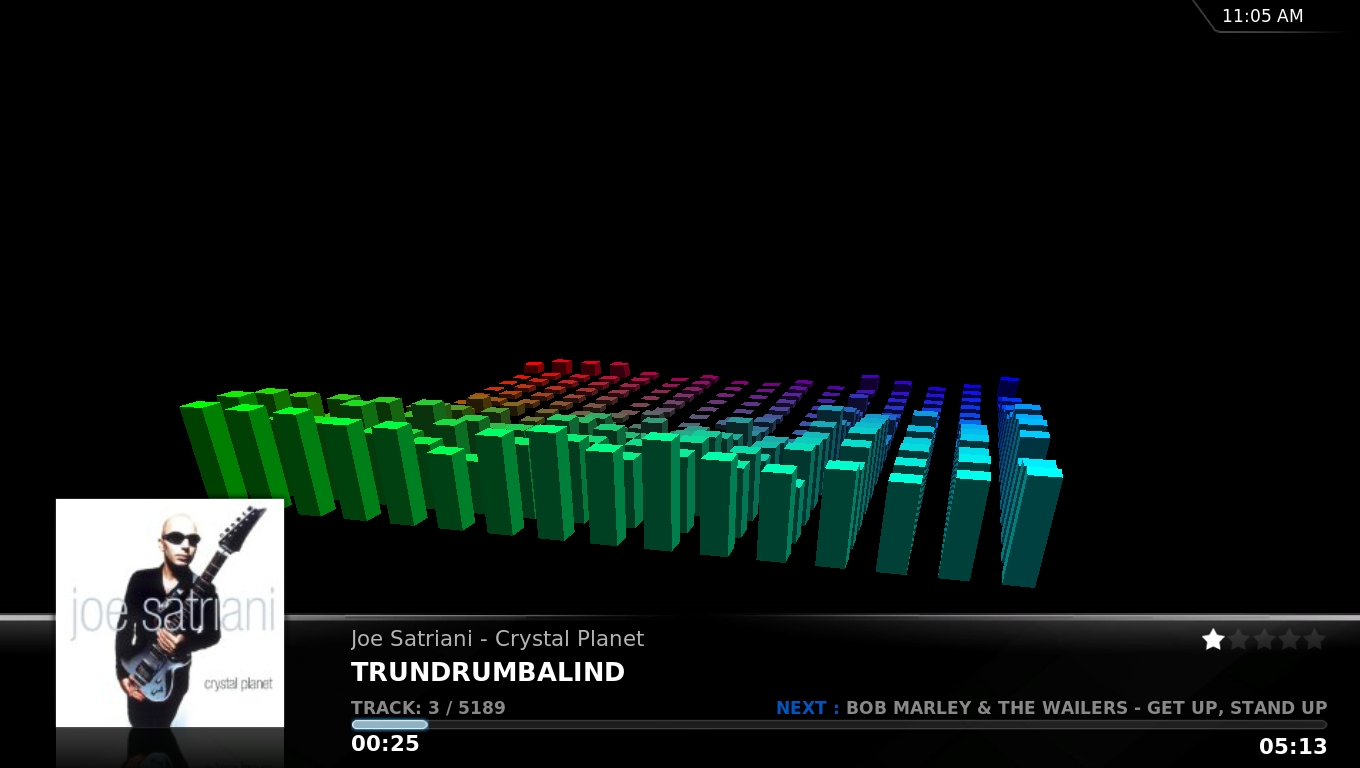 11:05 AM
joe satriani
crystal planet
Joe Satriani - Crystal Planet
TRUNDRUMBALIND
TRACK: 3 / 5189
NEXT : BOB MARLEY & THE WAILERS - GET UP, STAND UP
00:25
05:13